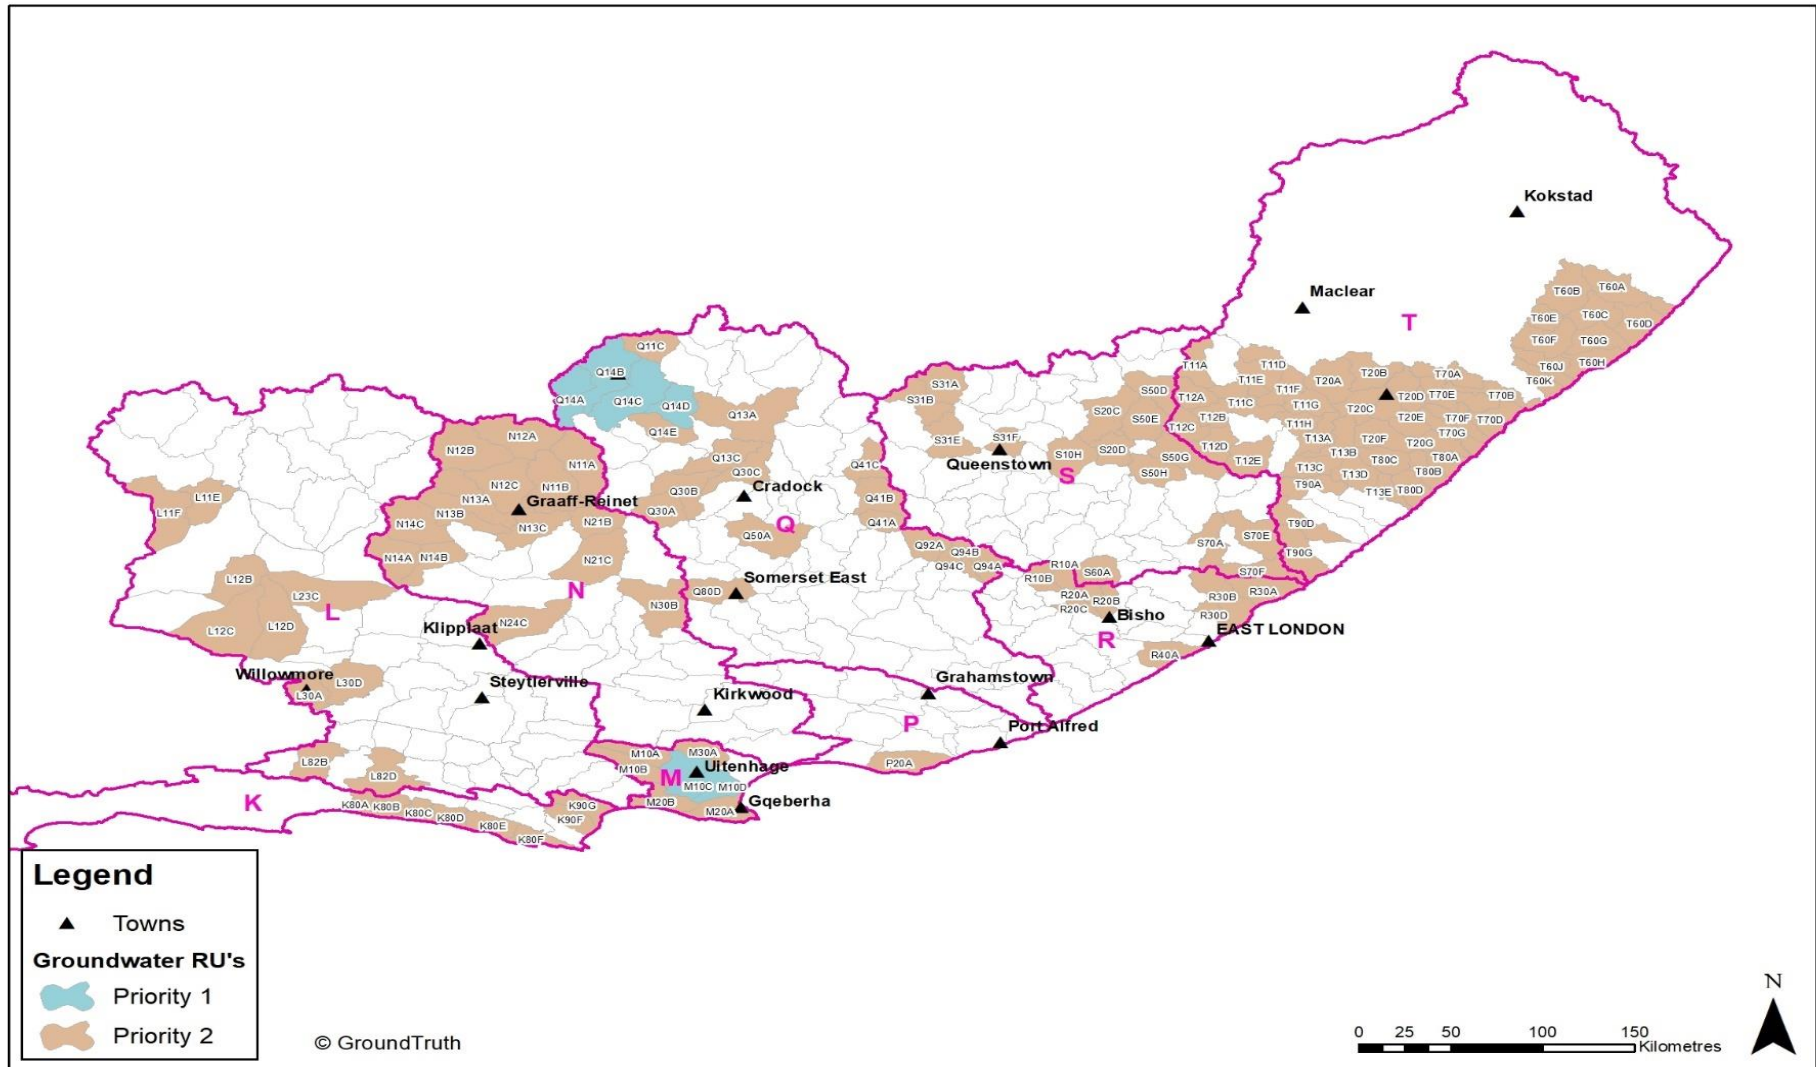 Kokstad
Maclear
T
T60B
T60A
T60E
T60C
T60D
T60F
T60G
T60J
T60H
T60K
Q11C
Q14B
Q14A
Q14C
Q14D
Q13A
Q14E
Q13C
Q30C
Q30B
Q30A
Cradock
Q
Q50A
Q41C
Q41B
Q41A
Q92A
Q94B
Q94C
Q94A
Q80D
Somerset East
S31A
S31B
S31E
S31F
Queenstown
S
S10H
S20C
S20D
S50D
S50E
S50G
S50H
S70A
S70E
S70F
S60A
T11A
T11D
T11E
T11F
T11C
T11G
T11H
T12A
T12B
T12C
T12D
T12E
T20A
T20B
T20C
T20D
T20E
T20F
T20G
T70A
T70E
T70B
T70F
T70D
T70G
T13A
T13B
T13C
T13D
T13E
T80C
T80A
T80B
T80D
T90A
T90D
T90G
N12A
N12B
N11A
N12C
N11B
N13A
Graaff-Reinet
N13B
N13C
N14C
N14A
N14B
N21B
N21C
N
N30B
N24C
L11E
L11F
L12B
L23C
L12C
L12D
L
Klipplaat
Willowmore
L30D
L30A
Steytlerville
Kirkwood
L82B
L82D
R10A
R10B
R20A
R20B
R20C
Bisho
R
R30B
R30A
R30D
EAST LONDON
R40A
Grahamstown
P
Port Alfred
P20A
M10A
M30A
M10B
Uitenhage
M
M10C
M10D
M20B
M20A
Gqeberha
K
K80A
K80B
K80C
K80D
K80E
K80F
K90G
K90F
Legend
Towns
Groundwater RU's
Priority 1
Priority 2
© GroundTruth
0 25 50 100 150
Kilometres
N